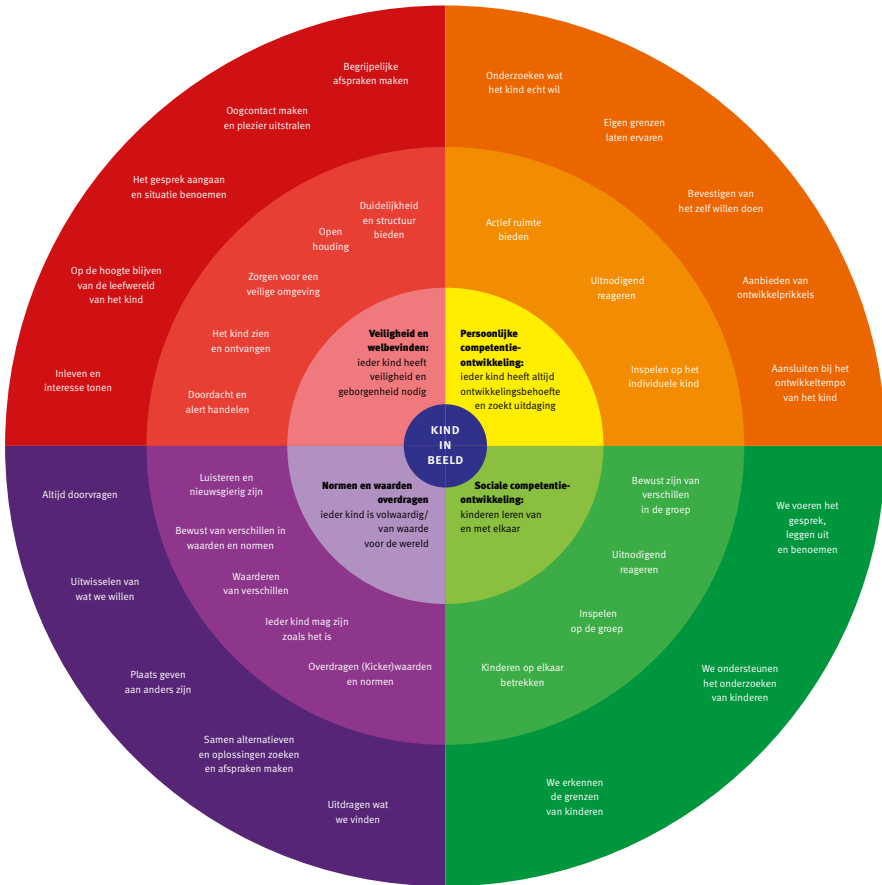 Begrijpelijke
afspraken maken
Oogcontact maken
en plezier uitstralen
Het gesprek aangaan
en situatie benoemen
Op de hoogte blijven
van de leefwereld
van het kind
Inleven en
interesse tonen
Duidelijkheid
en structuur
bieden
Open
houding
Zorgen voor een
veilige omgeving
Het kind zien
en ontvangen
Doordacht en
alert handelen
Veiligheid en
welbevinden:
ieder kind heeft
veiligheid en
geborgenheid nodig
Onderzoeken wat
het kind echt wil
Eigen grenzen
laten ervaren
Bevestigen van
het zelf willen doen
Aanbieden van
ontwikkelprikkels
Aansluiten bij het
ontwikkeltempo
van het kind
Actief ruimte
bieden
Uitnodigend
reageren
Inspelen op het
individuele kind
Persoonlijke
competentie-
ontwikkeling:
ieder kind heeft altijd
ontwikkelingsbehoefte
en zoekt uitdaging
KIND
IN
BEELD
Normen en waarden
overdragen
ieder kind is volwaardig/
van waarde
voor de wereld
Luisteren en
nieuwsgierig zijn
Bewust van verschillen in
waarden en normen
Waarderen
van verschillen
Ieder kind mag zijn
zoals het is
Overdragen (Kicker)waarden
en normen
Altijd doorvragen
Uitwisselen van
wat we willen
Plaats geven
aan anders zijn
Samen alternatieven
en oplossingen zoeken
en afspraken maken
Uitdragen wat
we vinden
Sociale competentie-
ontwikkeling:
kinderen leren van
en met elkaar
Bewust zijn van
verschillen
in de groep
Uitnodigend
reageren
Inspelen
op de groep
Kinderen op elkaar
betrekken
We voeren het
gesprek,
leggen uit
en benoemen
We ondersteunen
het onderzoeken
van kinderen
We erkennen
de grenzen
van kinderen